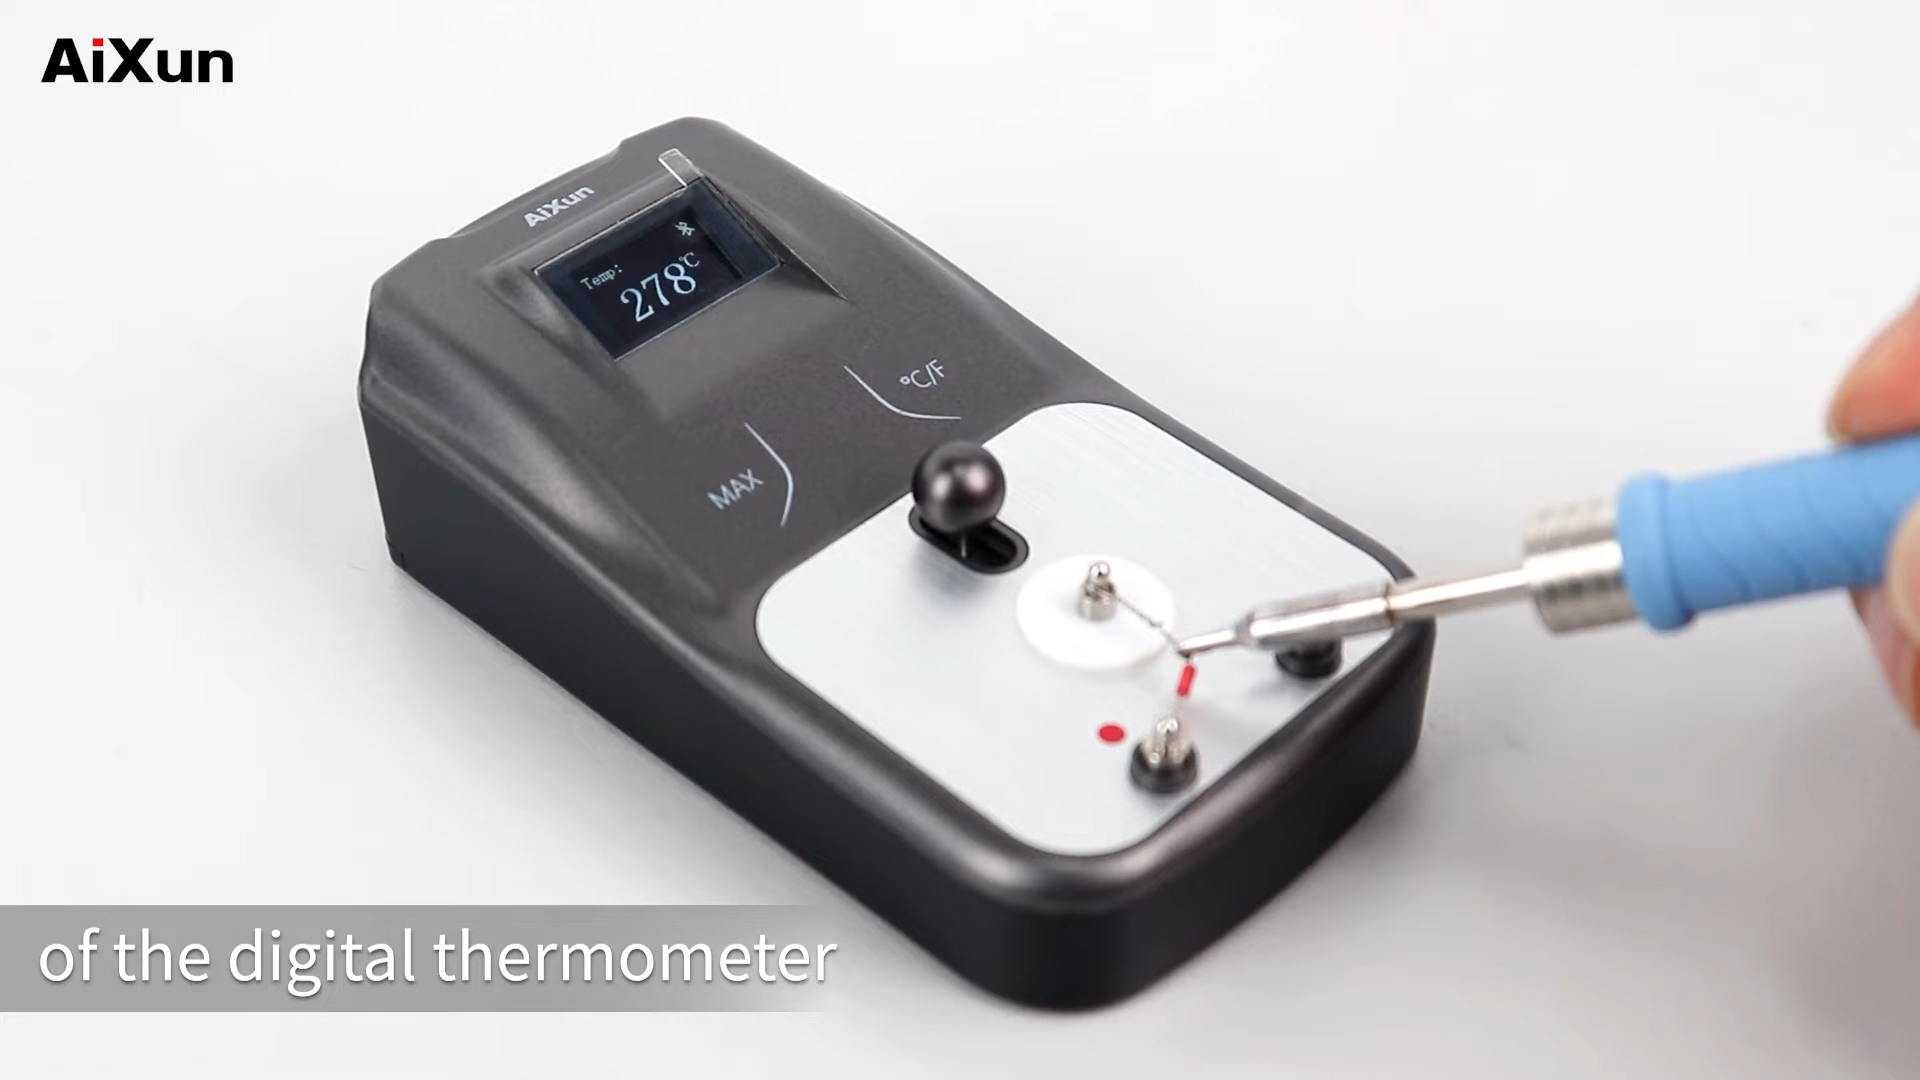 AiXun
AiXun
Temp:
278°C
°C/F
MAX
of the digital thermometer